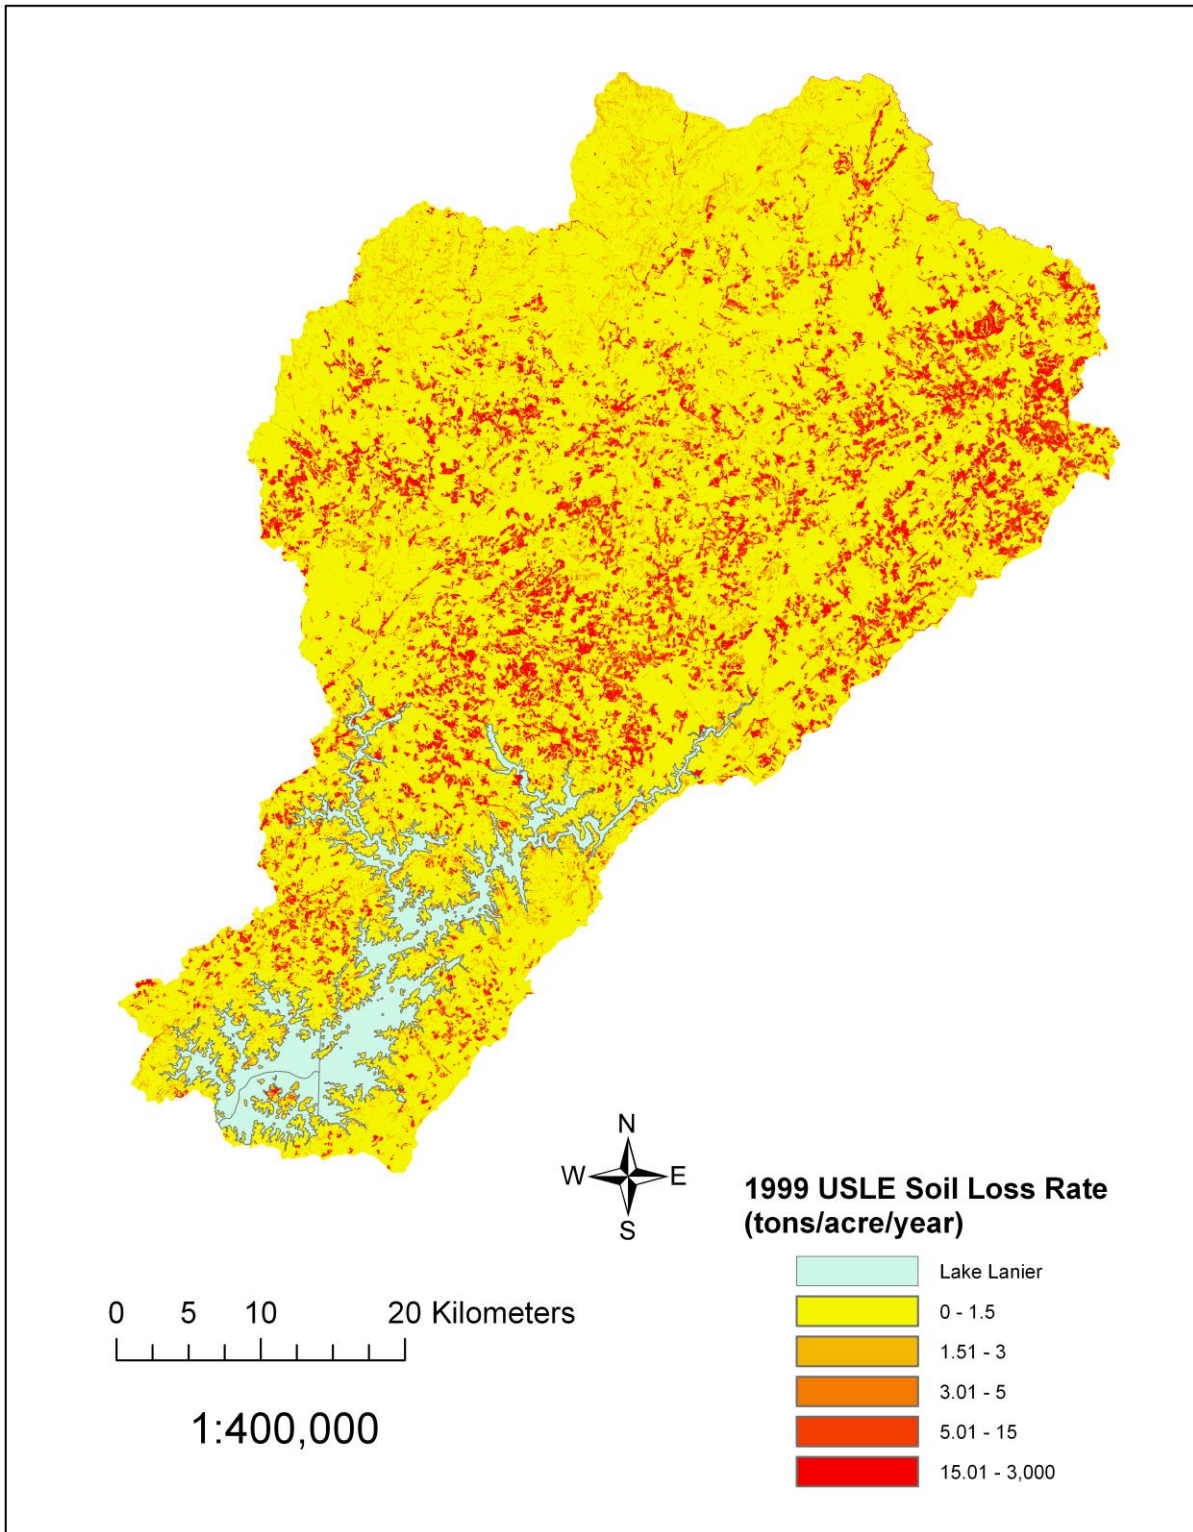 N
W E
S
1999 USLE Soil Loss Rate
(tons/acre/year)
Lake Lanier
0 - 1.5
1.51 - 3
3.01 - 5
5.01 - 15
15.01 - 3,000
0 5 10 20 Kilometers
1:400,000